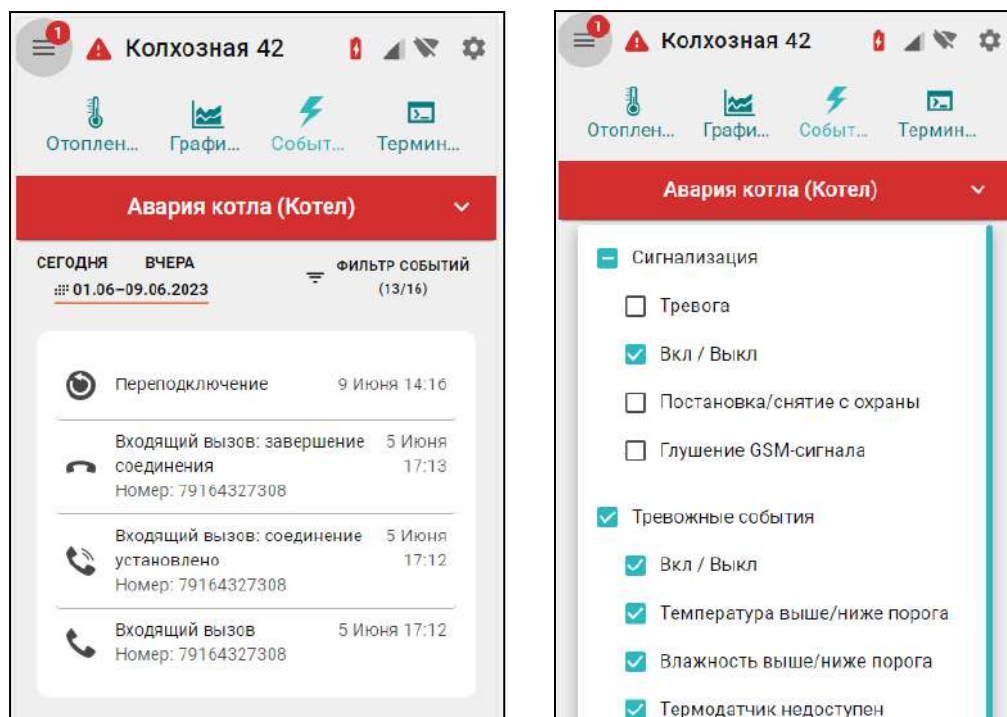 1
Колхозная 42
Отоплен...
Графи...
Событ...
Термин...
Авария котла (Котел)
СЕГОДНЯ ВЧЕРА
01.06–09.06.2023
ФИЛЬТР СОБЫТИЙ
(13/16)
Переподключение 9 Июня 14:16
Входящий вызов: завершение 5 Июня
соединения 17:13
Номер: 79164327308
Входящий вызов: соединение 5 Июня
установлено 17:12
Номер: 79164327308
Входящий вызов 5 Июня 17:12
Номер: 79164327308
1
Колхозная 42
Отоплен...
Графи...
Событ...
Термин...
Авария котла (Котел)
Сигнализация
Тревога
Вкл / Выкл
Постановка/снятие с охраны
Глушение GSM-сигнала
Тревожные события
Вкл / Выкл
Температура выше/ниже порога
Влажность выше/ниже порога
Термодатчик недоступен